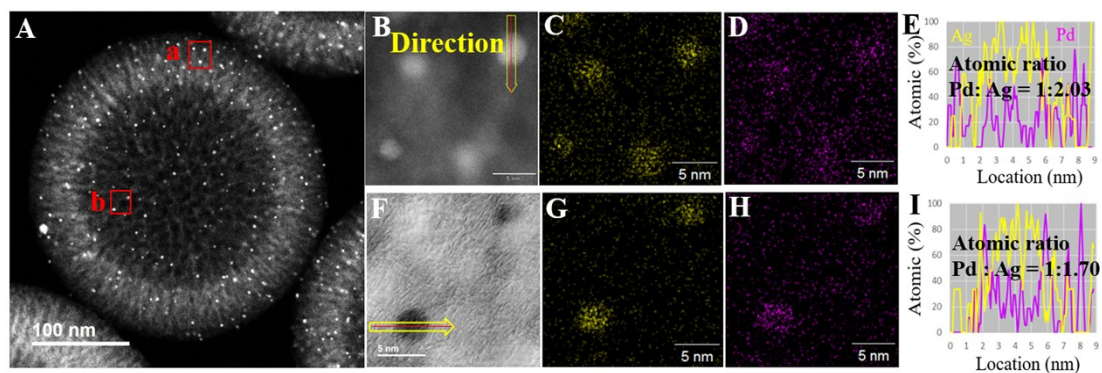 A
a
b
100 nm
B
Direction
5 nm
C
5 nm
D
5 nm
E
Ag
Pd
Atomic ratio
Pd: Ag = 1:2.03
Atomic (%)
100
80
60
40
20
0
0 1 2 3 4 5 6 7 8 9
Location (nm)
F
5 nm
G
5 nm
H
5 nm
I
Atomic ratio
Pd : Ag = 1:1.70
Atomic (%)
100
80
60
40
20
0
0 1 2 3 4 5 6 7 8 9
Location (nm)